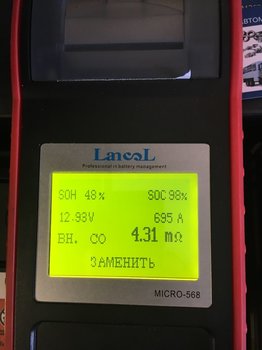 LancoL
Professional in battery management
SOH 48% SOC 98%
12.93V 695 A
ВН. СО 4.31 mΩ
ЗАМЕНИТЬ
MICRO-568